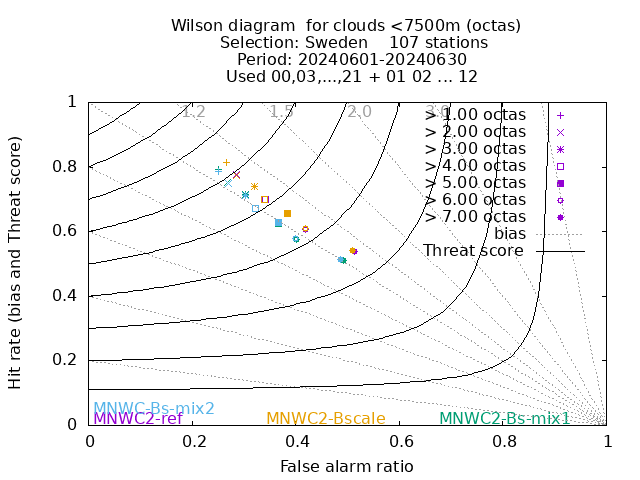 Wilson diagram  for clouds <7500m (octas)
Selection: Sweden    107 stations
Period: 20240601-20240630
Used 00,03,...,21 + 01 02 ... 12
Hit rate (bias and Threat score)
1
0.8
0.6
0.4
0.2
0
1.2 1.5 2.0 3.0
> 1.00 octas
> 2.00 octas
> 3.00 octas
> 4.00 octas
> 5.00 octas
> 6.00 octas
> 7.00 octas
bias
Threat score
MNWC-Bs-mix2
MNWC2-ref MNWC2-Bscale MNWC2-Bs-mix1
0 0.2 0.4 0.6 0.8 1
False alarm ratio